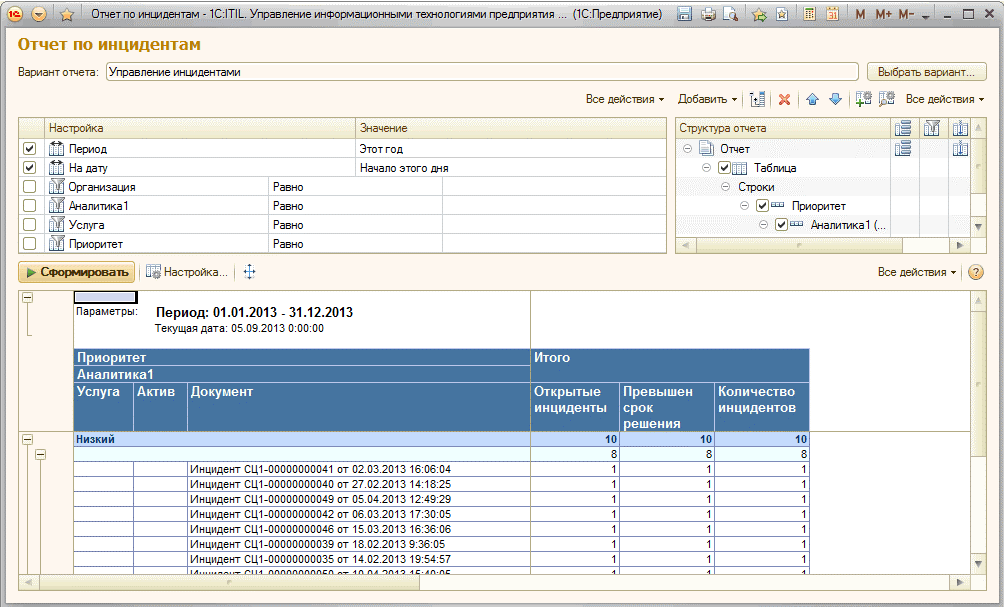 Отчет по инцидентам - 1С:ITIL. Управление информационными технологиями предприятия ... (1С:Предприятие) M M+ M-
Отчет по инцидентам
Вариант отчета: Управление инцидентами Выбрать вариант...
Все действия Добавить Все действия
Настройка Значение Структура отчета
Период Этот год Отчет
На дату Начало этого дня Таблица
Организация Равно Строки
Аналитика1 Равно Приоритет
Услуга Равно Аналитика1 (...
Приоритет Равно
Сформировать Настройка... Все действия ?
Параметры: Период: 01.01.2013 - 31.12.2013
Текущая дата: 05.09.2013 0:00:00
Приоритет Итого
Аналитика1
Услуга Актив Документ Открытые инциденты Превышен срок решения Количество инцидентов
Низкий 10 10 10
8 8 8
Инцидент СЦ1-00000000041 от 02.03.2013 16:06:04 1 1 1
Инцидент СЦ1-00000000040 от 27.02.2013 14:18:25 1 1 1
Инцидент СЦ1-00000000049 от 05.04.2013 12:49:29 1 1 1
Инцидент СЦ1-00000000042 от 06.03.2013 17:30:05 1 1 1
Инцидент СЦ1-00000000046 от 15.03.2013 16:36:06 1 1 1
Инцидент СЦ1-00000000039 от 18.02.2013 9:36:05 1 1 1
Инцидент СЦ1-00000000035 от 14.02.2013 19:54:57 1 1 1